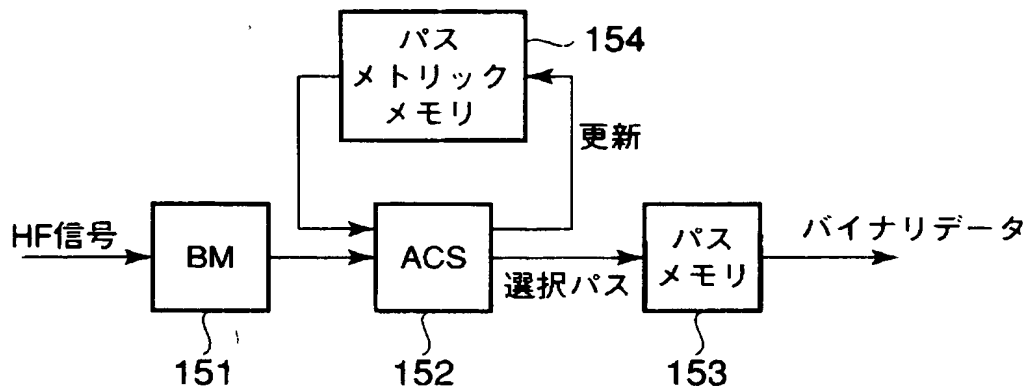 パス
メトリック
メモリ
154
更新
HF信号
BM
ACS
選択パス
パス
メモリ
バイナリデータ
151
152
153